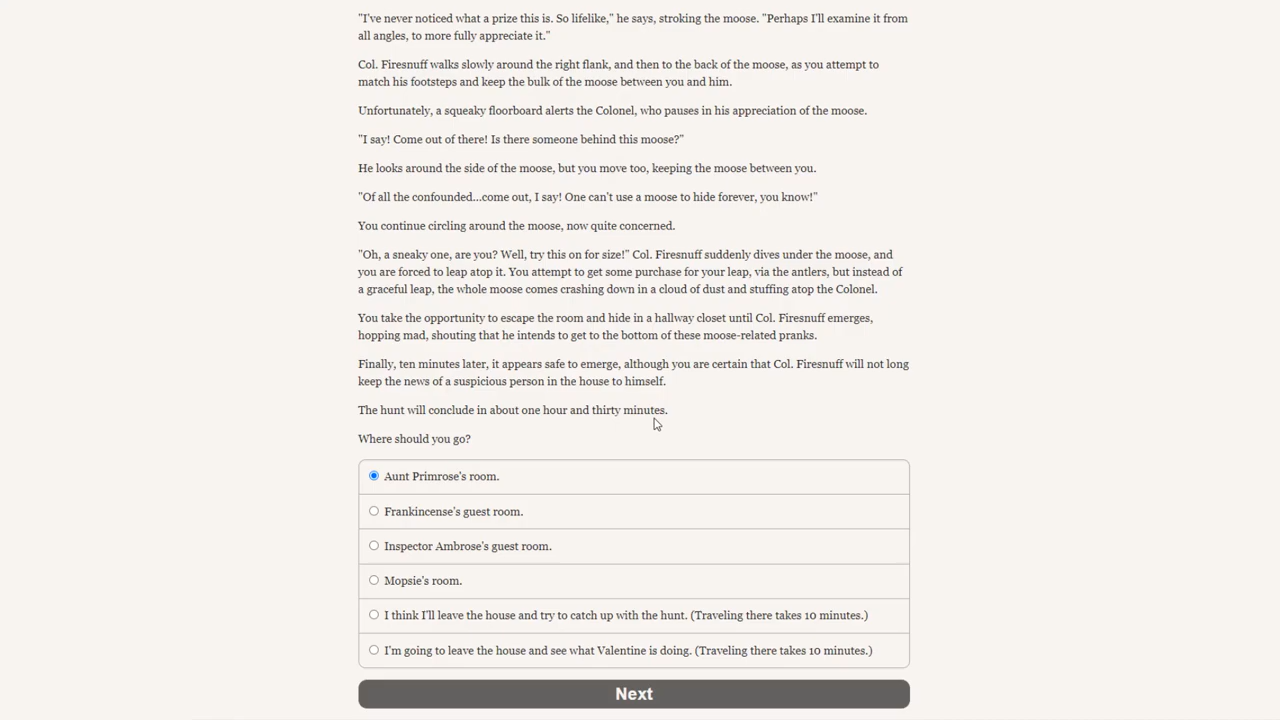 "I've never noticed what a prize this is. So lifelike," he says, stroking the moose. "Perhaps I'll examine it from
all angles, to more fully appreciate it."
Col. Firesnuff walks slowly around the right flank, and then to the back of the moose, as you attempt to
match his footsteps and keep the bulk of the moose between you and him.
Unfortunately, a squeaky floorboard alerts the Colonel, who pauses in his appreciation of the moose.
"I say! Come out of there! Is there someone behind this moose?"
He looks around the side of the moose, but you move too, keeping the moose between you.
"Of all the confounded...come out, I say! One can't use a moose to hide forever, you know!"
You continue circling around the moose, now quite concerned.
"Oh, a sneaky one, are you? Well, try this on for size!" Col. Firesnuff suddenly dives under the moose, and
you are forced to leap atop it. You attempt to get some purchase for your leap, via the antlers, but instead of
a graceful leap, the whole moose comes crashing down in a cloud of dust and stuffing atop the Colonel.
You take the opportunity to escape the room and hide in a hallway closet until Col. Firesnuff emerges,
hopping mad, shouting that he intends to get to the bottom of these moose-related pranks.
Finally, ten minutes later, it appears safe to emerge, although you are certain that Col. Firesnuff will not long
keep the news of a suspicious person in the house to himself.
The hunt will conclude in about one hour and thirty minutes.
Where should you go?
Aunt Primrose's room.
Frankincense's guest room.
Inspector Ambrose's guest room.
Mopsie's room.
I think I'll leave the house and try to catch up with the hunt. (Traveling there takes 10 minutes.)
I'm going to leave the house and see what Valentine is doing. (Traveling there takes 10 minutes.)
Next